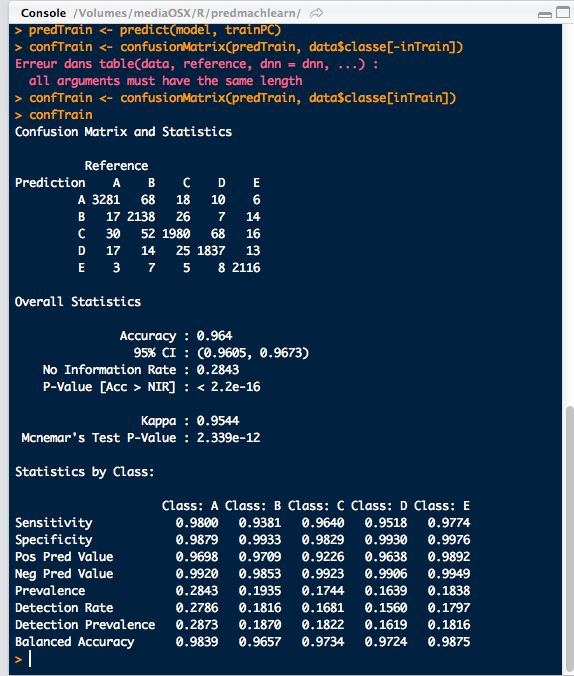 Console /Volumes/mediaOSX/R/predmachlearn/
> predTrain <- predict(model, trainPC)
> confTrain <- confusionMatrix(predTrain, data$classe[-inTrain])
Erreur dans table(data, reference, dnn = dnn, ...) :
  all arguments must have the same length
> confTrain <- confusionMatrix(predTrain, data$classe[inTrain])
> confTrain
Confusion Matrix and Statistics

          Reference
Prediction    A    B    C    D    E
         A 3281   68   18   10    6
         B   17 2138   26    7   14
         C   30   52 1980   68   16
         D   17   14   25 1837   13
         E    3    7    5    8 2116

Overall Statistics

               Accuracy : 0.964
                 95% CI : (0.9605, 0.9673)
    No Information Rate : 0.2843
    P-Value [Acc > NIR] : < 2.2e-16

                  Kappa : 0.9544
 Mcnemar's Test P-Value : 2.339e-12

Statistics by Class:

                     Class: A Class: B Class: C Class: D Class: E
Sensitivity            0.9800   0.9381   0.9640   0.9518   0.9774
Specificity            0.9879   0.9933   0.9829   0.9930   0.9976
Pos Pred Value         0.9698   0.9709   0.9226   0.9638   0.9892
Neg Pred Value         0.9920   0.9853   0.9923   0.9906   0.9949
Prevalence             0.2843   0.1935   0.1744   0.1639   0.1838
Detection Rate         0.2786   0.1816   0.1681   0.1560   0.1797
Detection Prevalence   0.2873   0.1870   0.1822   0.1619   0.1816
Balanced Accuracy      0.9839   0.9657   0.9734   0.9724   0.9875
>